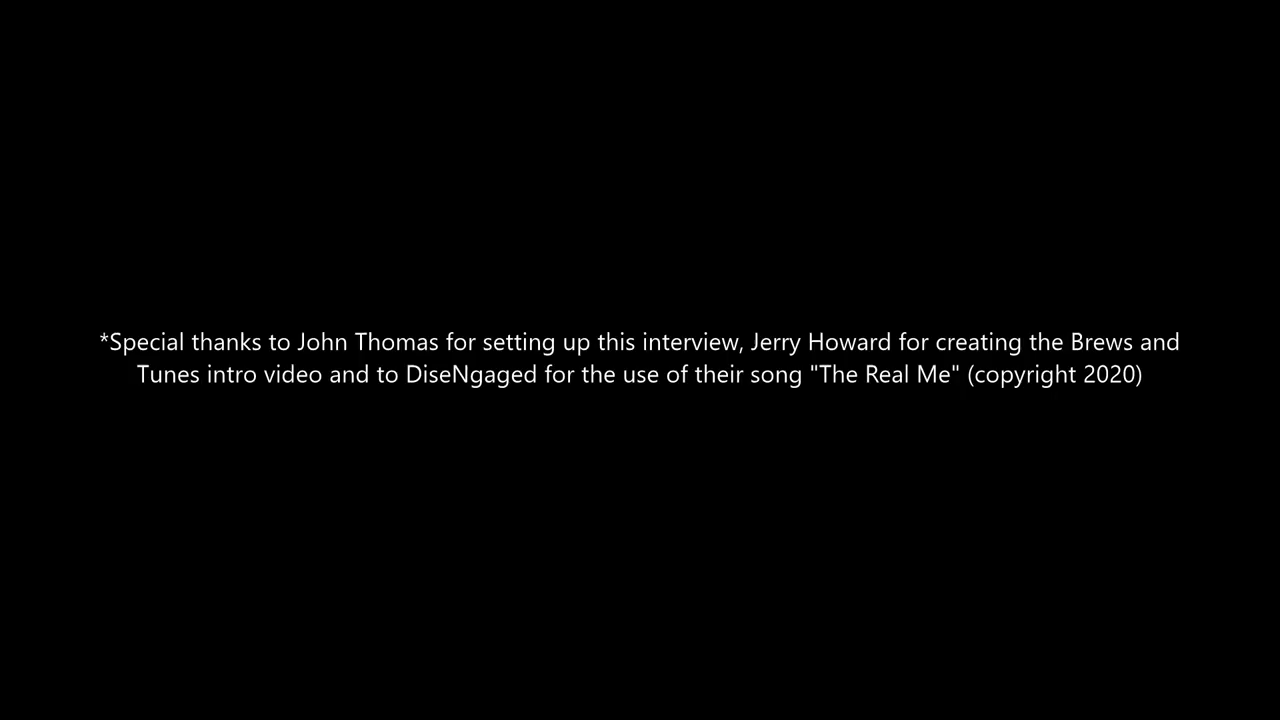 *Special thanks to John Thomas for setting up this interview, Jerry Howard for creating the Brews and
Tunes intro video and to DiseNgaged for the use of their song "The Real Me" (copyright 2020)